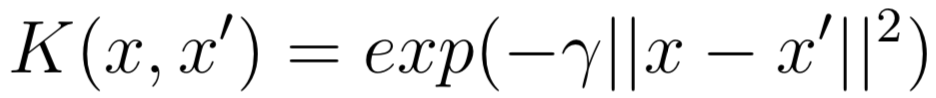 K(x, x′) = exp(−γ||x − x′||²)